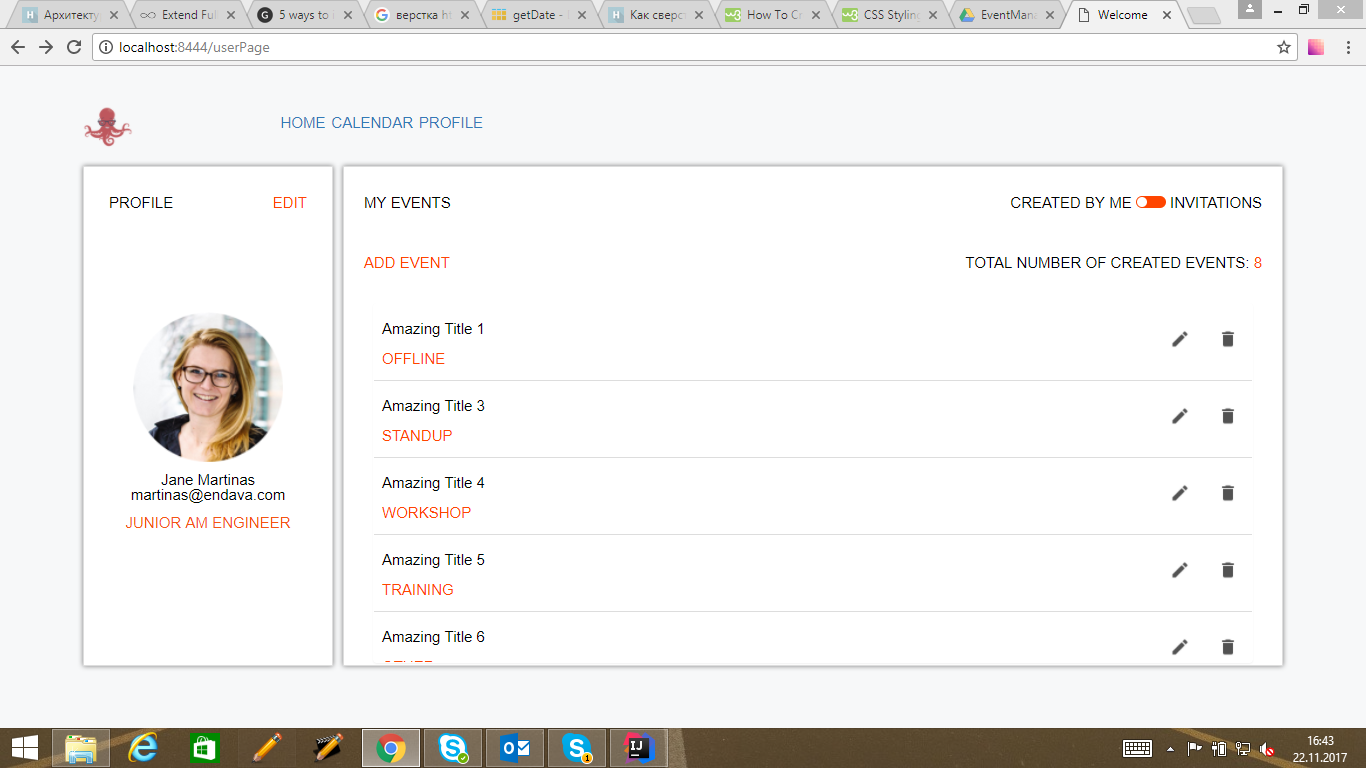 Архитекту
Extend Ful
5 ways to
верстка ht
getDate -
Как сверс
How To Cr
CSS Styling
EventMana
Welcome
localhost:8444/userPage
HOME CALENDAR PROFILE
PROFILE EDIT
Jane Martinas
martinas@endava.com
JUNIOR AM ENGINEER
MY EVENTS CREATED BY ME INVITATIONS
ADD EVENT TOTAL NUMBER OF CREATED EVENTS: 8
Amazing Title 1
OFFLINE
Amazing Title 3
STANDUP
Amazing Title 4
WORKSHOP
Amazing Title 5
TRAINING
Amazing Title 6
16:43
22.11.2017